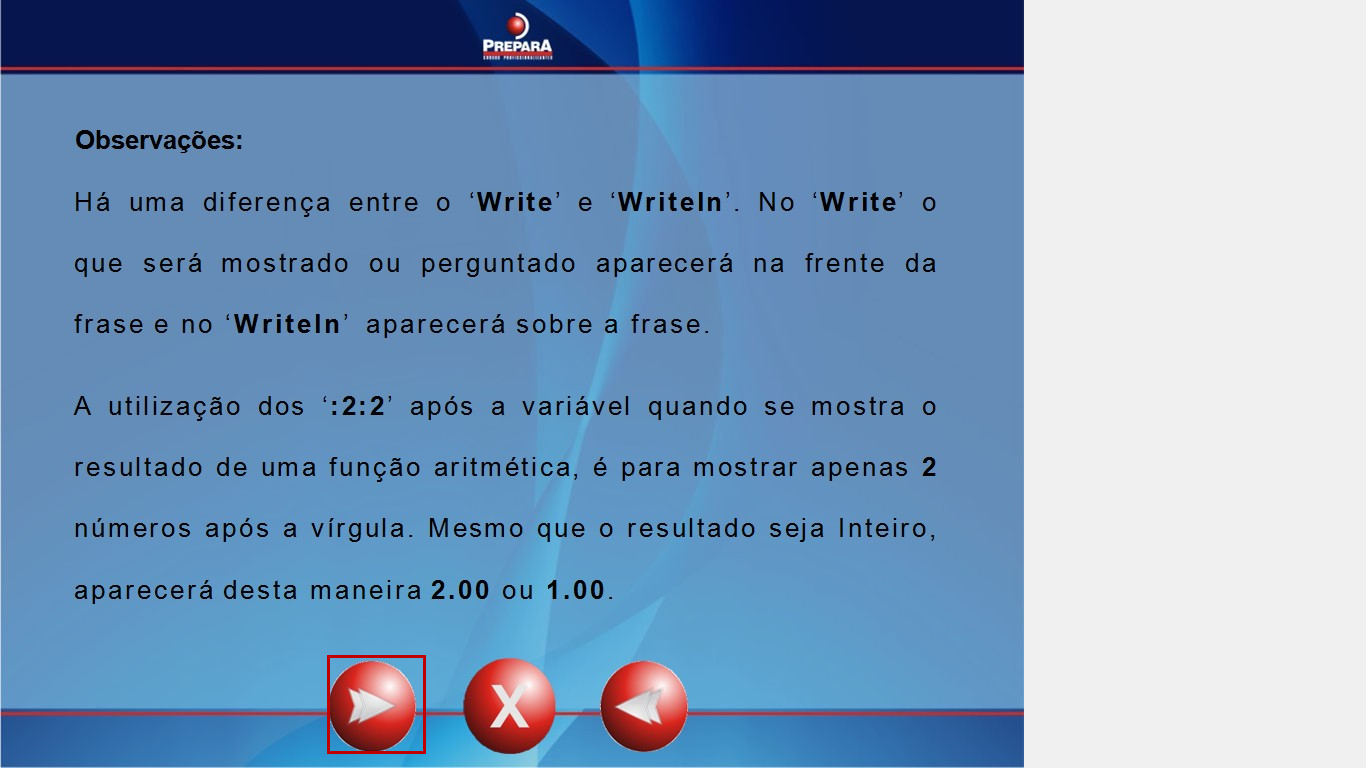 PREPARA
CURSOS PROFISSIONALIZANTES
Observações:
Há uma diferença entre o ‘Write’ e ‘Writeln’. No ‘Write’ o
que será mostrado ou perguntado aparecerá na frente da
frase e no ‘Writeln’ aparecerá sobre a frase.
A utilização dos ‘:2:2’ após a variável quando se mostra o
resultado de uma função aritmética, é para mostrar apenas 2
números após a vírgula. Mesmo que o resultado seja Inteiro,
aparecerá desta maneira 2.00 ou 1.00.
X